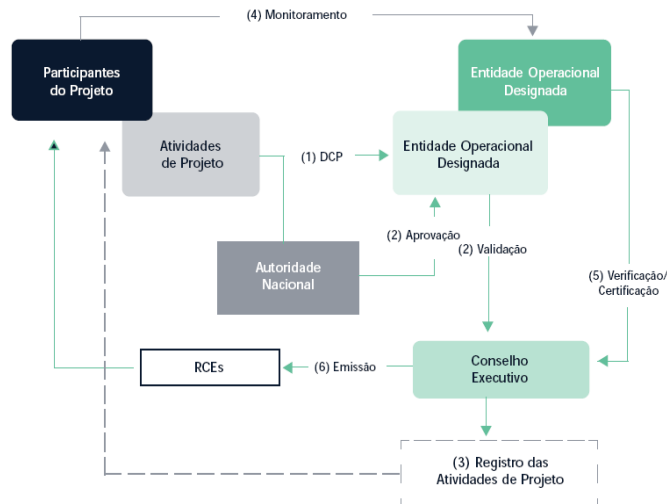 (4) Monitoramento
Participantes
do Projeto
Entidade Operacional
Designada
Atividades
de Projeto
(1) DCP
Entidade Operacional
Designada
(2) Aprovação
(2) Validação
Autoridade
Nacional
(5) Verificação/
Certificação
RCEs
(6) Emissão
Conselho
Executivo
(3) Registro das
Atividades de Projeto